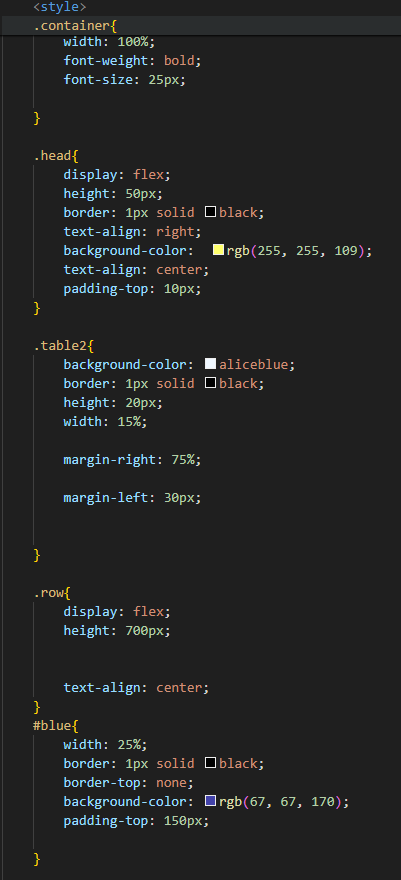 <style>
.container{
width: 100%;
font-weight: bold;
font-size: 25px;
}
.head{
display: flex;
height: 50px;
border: 1px solid black;
text-align: right;
background-color:  rgb(255, 255, 109);
text-align: center;
padding-top: 10px;
}
.table2{
background-color: aliceblue;
border: 1px solid black;
height: 20px;
width: 15%;
margin-right: 75%;
margin-left: 30px;
}
.row{
display: flex;
height: 700px;
text-align: center;
}
#blue{
width: 25%;
border: 1px solid black;
border-top: none;
background-color: rgb(67, 67, 170);
padding-top: 150px;
}